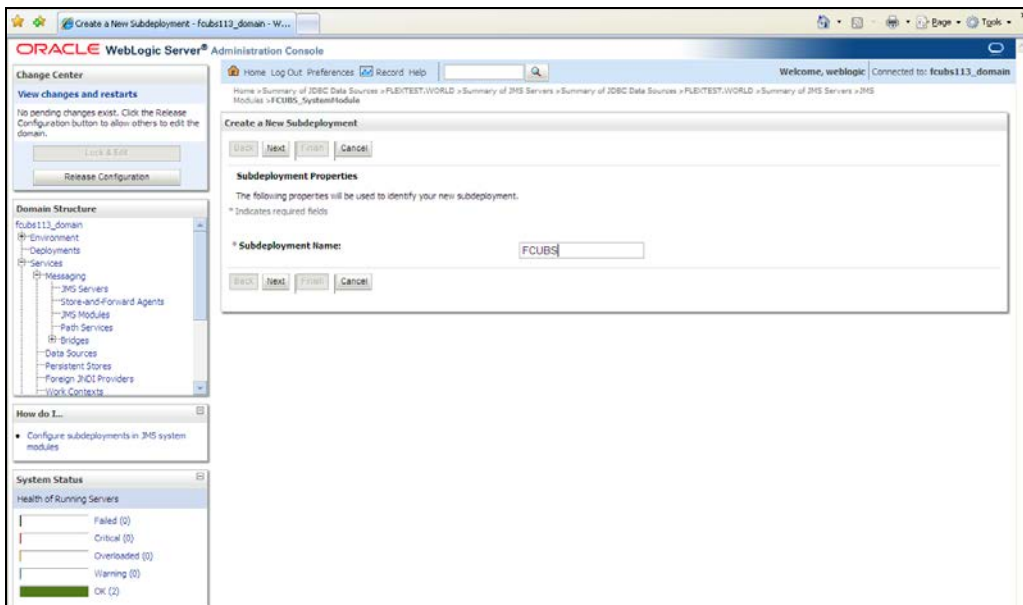 Create a New Subdeployment - fcubs113_domain - W...
Page
Tools
ORACLE WebLogic Server® Administration Console
Change Center
View changes and restarts
No pending changes exist. Click the Release
Configuration button to allow others to edit the
domain.
Lock & Edit
Release Configuration
Domain Structure
fcubs113_domain
Environment
Deployments
Services
Messaging
JMS Servers
Store-and-Forward Agents
JMS Modules
Path Services
Bridges
Data Sources
Persistent Stores
Foreign JNDI Providers
Work Contexts
How do I...
Configure subdeployments in JMS system
modules
System Status
Health of Running Servers
Failed (0)
Critical (0)
Overloaded (0)
Warning (0)
OK (2)
Home Log Out Preferences Record Help
Welcome, weblogic Connected to: fcubs113_domain
Home >Summary of JDBC Data Sources >FLEXTEST.WORLD >Summary of JMS Servers >Summary of JDBC Data Sources >FLEXTEST.WORLD >Summary of JMS Servers >JMS
Modules >FCUBS_SystemModule
Create a New Subdeployment
Back Next Finish Cancel
Subdeployment Properties
The following properties will be used to identify your new subdeployment.
* Indicates required fields
* Subdeployment Name: FCUBS
Back Next Finish Cancel